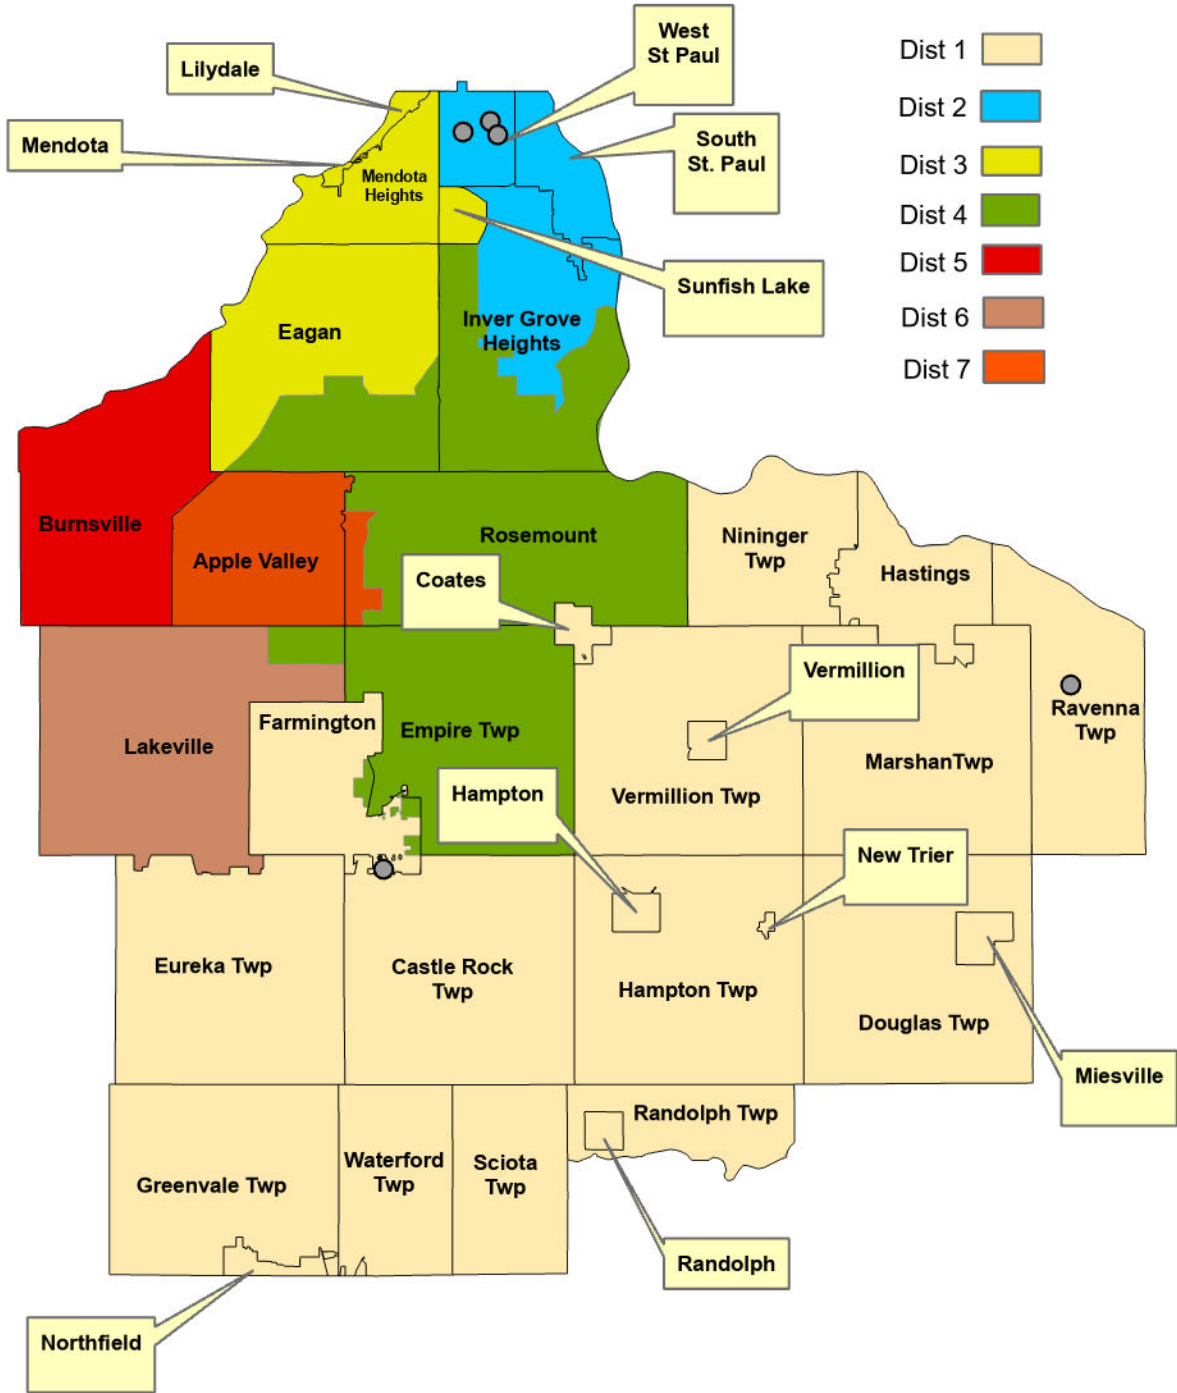 West
St Paul
Dist 1
Lilydale
Dist 2
Mendota
South
St. Paul
Dist 3
Mendota
Heights
Dist 4
Dist 5
Sunfish Lake
Eagan
Inver Grove
Heights
Dist 6
Dist 7
Burnsville
Rosemount
Nininger
Twp
Apple Valley
Hastings
Coates
Vermillion
Ravenna
Twp
Farmington
Empire Twp
Lakeville
MarshanTwp
Hampton
Vermillion Twp
New Trier
Eureka Twp
Castle Rock
Twp
Hampton Twp
Douglas Twp
Miesville
Randolph Twp
Waterford
Twp
Sciota
Twp
Greenvale Twp
Randolph
Northfield